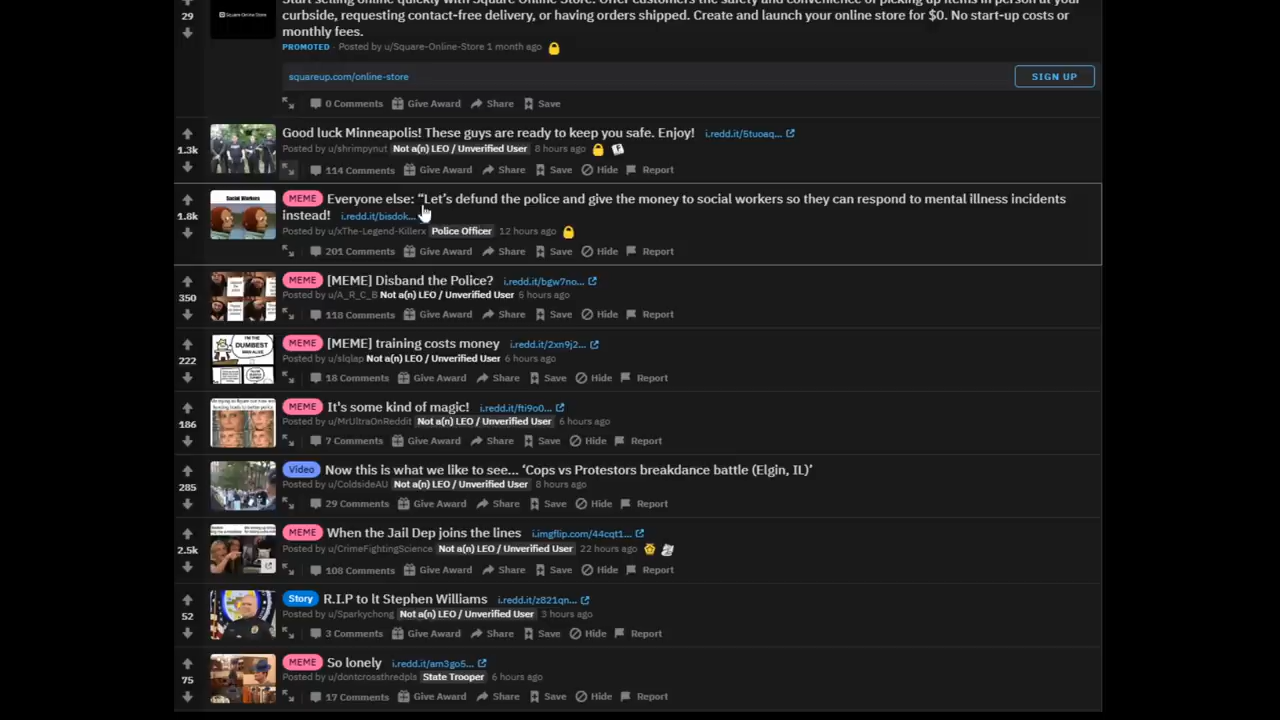 Start selling online quickly with Square Online Store. Offer customers the safety and convenience of picking up items in person at your
29
Square Online Store
curbside, requesting contact-free delivery, or having orders shipped. Create and launch your online store for $0. No start-up costs or
monthly fees.
PROMOTED · Posted by u/Square-Online-Store 1 month ago
squareup.com/online-store
SIGN UP
0 Comments Give Award Share Save
Good luck Minneapolis! These guys are ready to keep you safe. Enjoy! i.redd.it/5tuoaq...
1.3k
Posted by u/shrimpynut Not a(n) LEO / Unverified User 8 hours ago
114 Comments Give Award Share Save Hide Report
Social Workers
MEME Everyone else: “Let’s defund the police and give the money to social workers so they can respond to mental illness incidents
1.8k
instead! i.redd.it/bisdok...
Posted by u/xThe-Legend-Killerx Police Officer 12 hours ago
201 Comments Give Award Share Save Hide Report
MEME [MEME] Disband the Police? i.redd.it/bgw7no...
350
Posted by u/A_R_C_B Not a(n) LEO / Unverified User 5 hours ago
118 Comments Give Award Share Save Hide Report
MEME [MEME] training costs money i.redd.it/2xn9j2...
I'M THE
DUMBEST
MAN ALIVE
222
Posted by u/slqlap Not a(n) LEO / Unverified User 6 hours ago
18 Comments Give Award Share Save Hide Report
MEME It's some kind of magic! i.redd.it/fti9o0...
186
Posted by u/MrUltraOnReddit Not a(n) LEO / Unverified User 6 hours ago
7 Comments Give Award Share Save Hide Report
Video Now this is what we like to see... ‘Cops vs Protestors breakdance battle (Elgin, IL)’
285
Posted by u/ColdsideAU Not a(n) LEO / Unverified User 8 hours ago
29 Comments Give Award Share Save Hide Report
MEME When the Jail Dep joins the lines i.imgflip.com/44cqt1...
2.5k
Posted by u/CrimeFightingScience Not a(n) LEO / Unverified User 22 hours ago
108 Comments Give Award Share Save Hide Report
Story R.I.P to lt Stephen Williams i.redd.it/z821qn...
52
Posted by u/Sparkychong Not a(n) LEO / Unverified User 3 hours ago
3 Comments Give Award Share Save Hide Report
MEME So lonely i.redd.it/am3go5...
75
Posted by u/dontcrossthredpls State Trooper 6 hours ago
17 Comments Give Award Share Save Hide Report